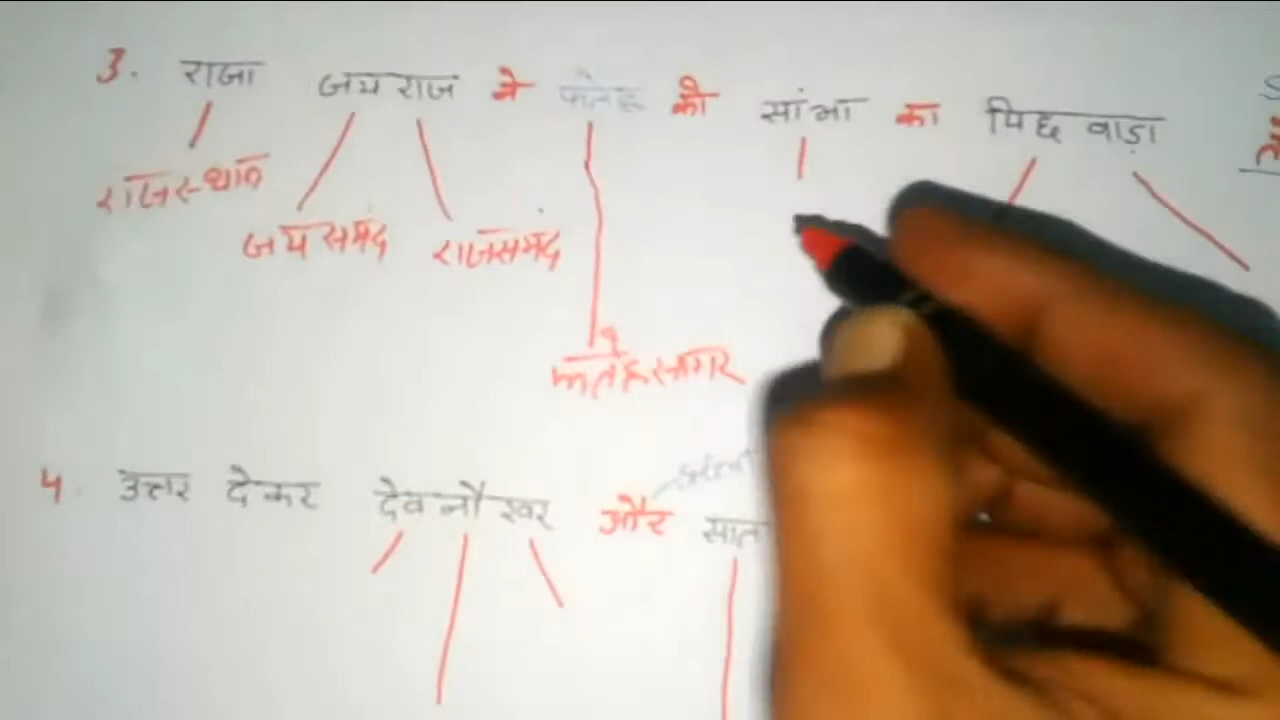 3. राजा जयराज ने फतेह की सांभा का पिछवाड़ा
राजस्थान
जयसमंद राजसमंद
फतेहसागर
4. उत्तर देकर देवनौखर और सात